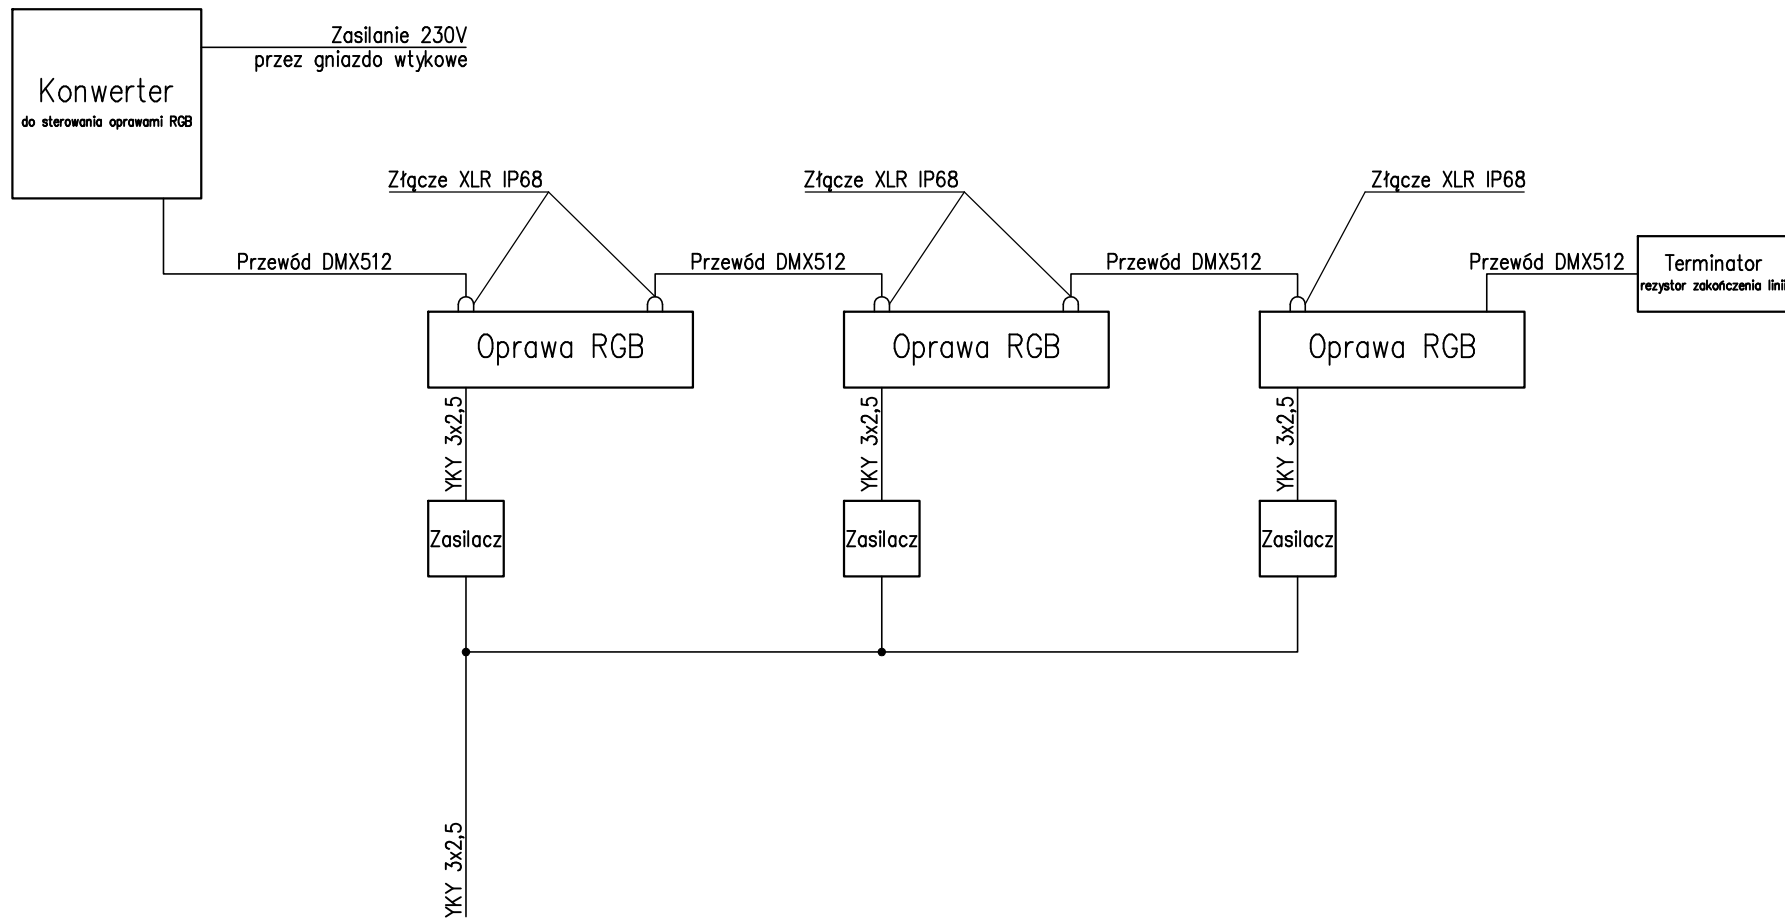 Zasilanie 230V
przez gniazdo wtykowe
Konwerter
do sterowania oprawami RGB
Złącze XLR IP68
Złącze XLR IP68
Złącze XLR IP68
Przewód DMX512
Przewód DMX512
Przewód DMX512
Przewód DMX512
Terminator
rezystor zakończenia linii
Oprawa RGB
Oprawa RGB
Oprawa RGB
YKY 3x2,5
YKY 3x2,5
YKY 3x2,5
Zasilacz
Zasilacz
Zasilacz
YKY 3x2,5